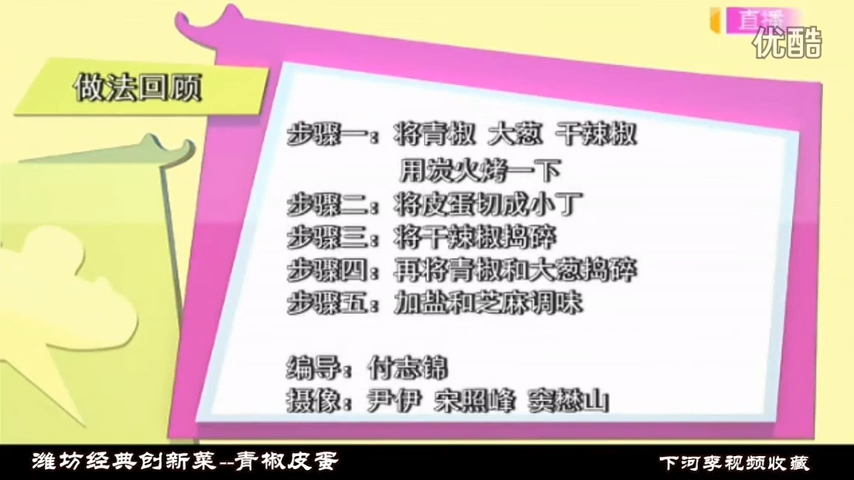 直播
优酷
做法回顾
步骤一：将青椒 大葱 干辣椒
用炭火烤一下
步骤二：将皮蛋切成小丁
步骤三：将干辣椒捣碎
步骤四：再将青椒和大葱捣碎
步骤五：加盐和芝麻调味
编导：付志锦
摄像：尹伊 宋照峰 窦懋山
潍坊经典创新菜--青椒皮蛋
下河李视频收藏